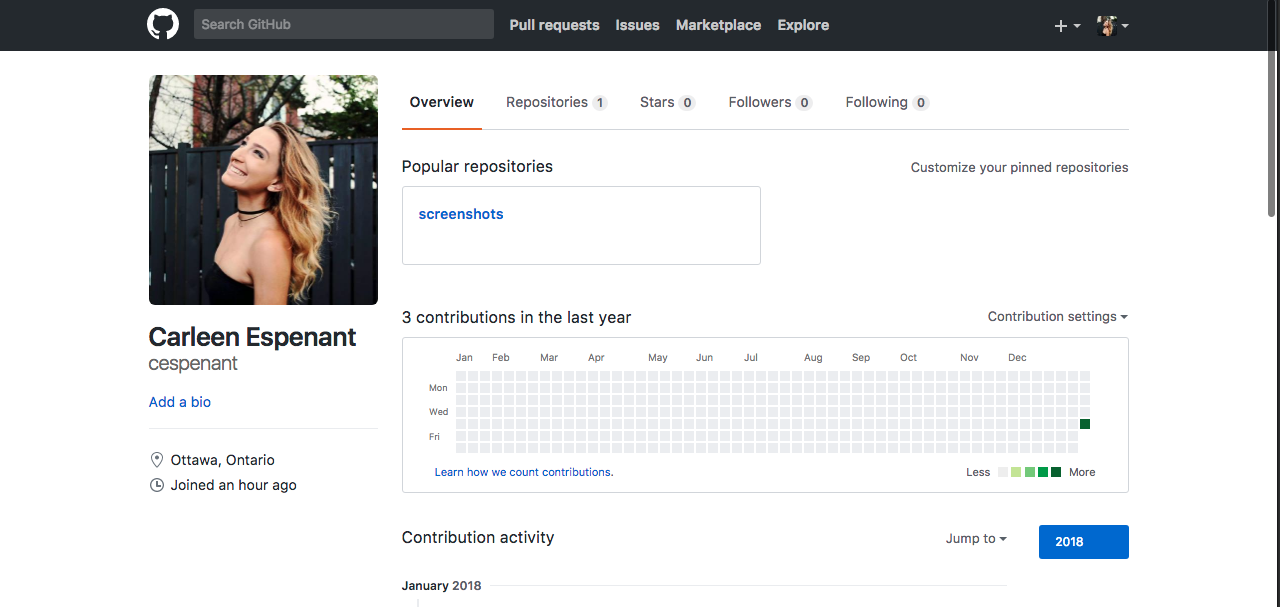 Search GitHub Pull requests Issues Marketplace Explore
Overview Repositories 1 Stars 0 Followers 0 Following 0
Popular repositories Customize your pinned repositories
screenshots
Carleen Espenant
cespenant
Add a bio
Ottawa, Ontario
Joined an hour ago
3 contributions in the last year Contribution settings
Jan Feb Mar Apr May Jun Jul Aug Sep Oct Nov Dec
Mon
Wed
Fri
Learn how we count contributions. Less More
Contribution activity Jump to 2018
January 2018